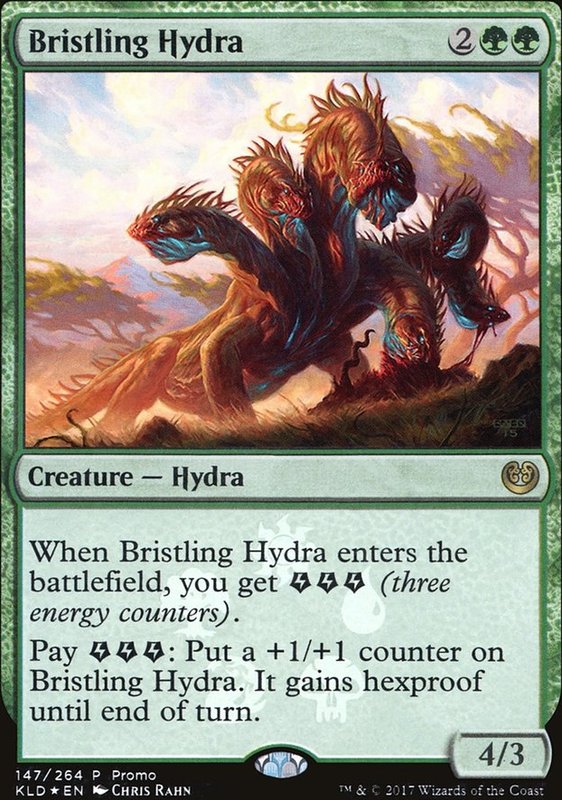 Bristling Hydra 2
Creature — Hydra
When Bristling Hydra enters the
battlefield, you get (three
energy counters).
Pay : Put a +1/+1 counter on
Bristling Hydra. It gains hexproof
until end of turn.
4/3
147/264 P Promo
KLD ★ EN Chris Rahn
™ & © 2017 Wizards of the Coast